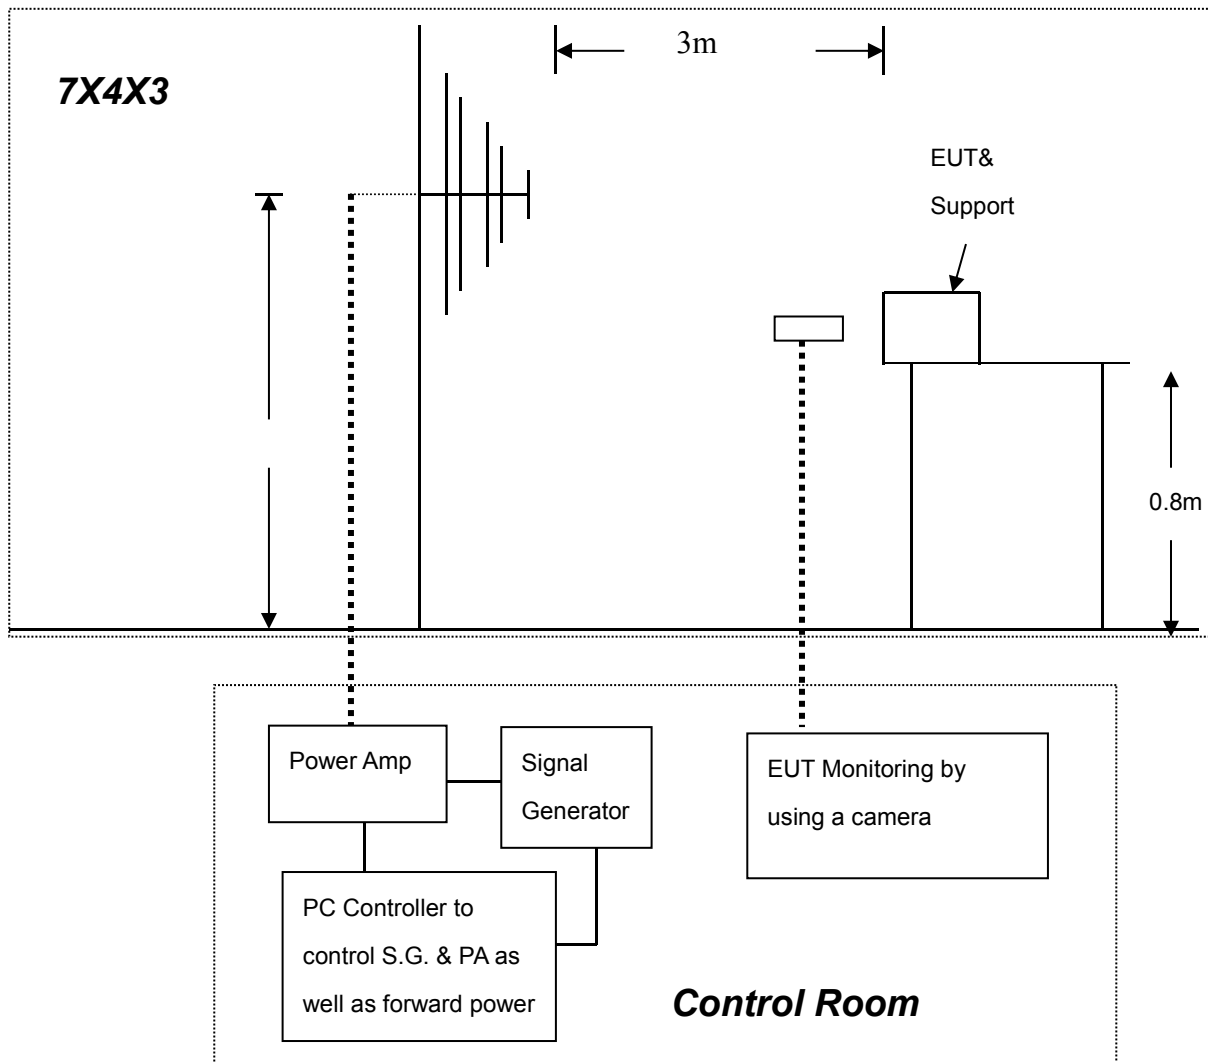 3m
7X4X3
EUT&
Support
0.8m
Power Amp
Signal
Generator
EUT Monitoring by
using a camera
PC Controller to
control S.G. & PA as
well as forward power
Control Room